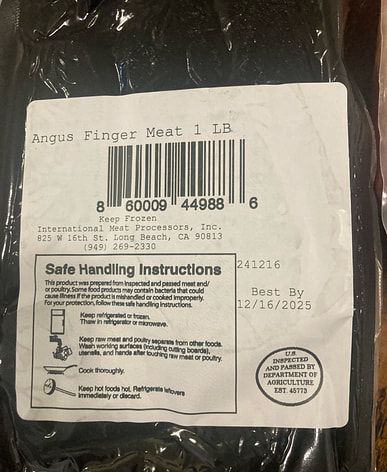 Angus Finger Meat 1 LB
8 60009 44988 6
Keep Frozen
International Meat Processors, Inc.
825 W 16th St. Long Beach, CA 90813
(949) 269-2330
Safe Handling Instructions
This product was prepared from inspected and passed meat and/
or poultry. Some food products may contain bacteria that could
cause illness if the product is mishandled or cooked improperly.
For your protection, follow these safe handling instructions.
Keep refrigerated or frozen.
Thaw in refrigerator or microwave.
Keep raw meat and poultry separate from other foods.
Wash working surfaces (including cutting boards),
utensils, and hands after touching raw meat or poultry.
Cook thoroughly.
Keep hot foods hot. Refrigerate leftovers
immediately or discard.
241216
Best By
12/16/2025
U.S.
INSPECTED
AND PASSED BY
DEPARTMENT OF
AGRICULTURE
EST. 45773